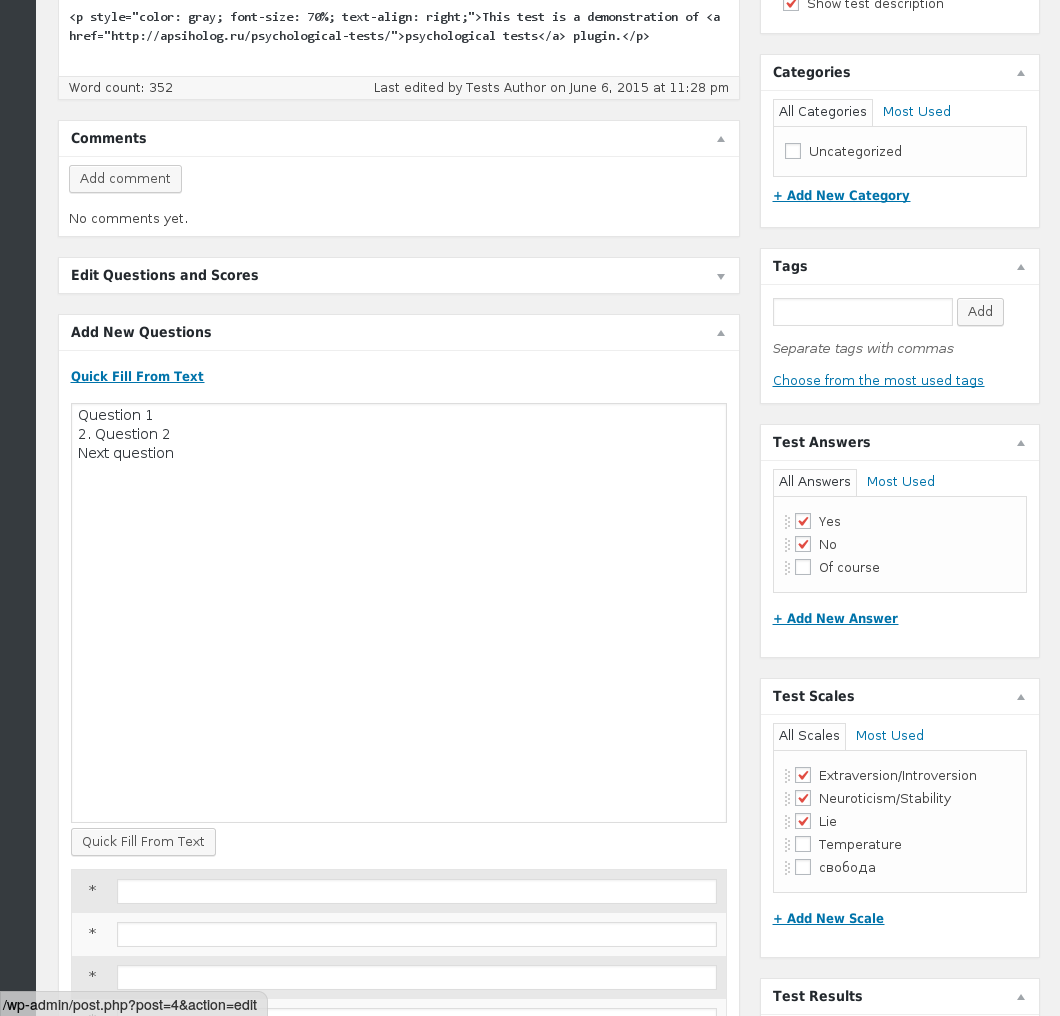 <p style="color: gray; font-size: 70%; text-align: right;">This test is a demonstration of <a
href="http://apsiholog.ru/psychological-tests/">psychological tests</a> plugin.</p>
Word count: 352
Last edited by Tests Author on June 6, 2015 at 11:28 pm
Comments
Add comment
No comments yet.
Edit Questions and Scores
Add New Questions
Quick Fill From Text
Question 1
2. Question 2
Next question
Quick Fill From Text
*
*
*
*
/wp-admin/post.php?post=4&action=edit
Show test description
Categories
All Categories Most Used
Uncategorized
+ Add New Category
Tags
Add
Separate tags with commas
Choose from the most used tags
Test Answers
All Answers Most Used
Yes
No
Of course
+ Add New Answer
Test Scales
All Scales Most Used
Extraversion/Introversion
Neuroticism/Stability
Lie
Temperature
свобода
+ Add New Scale
Test Results